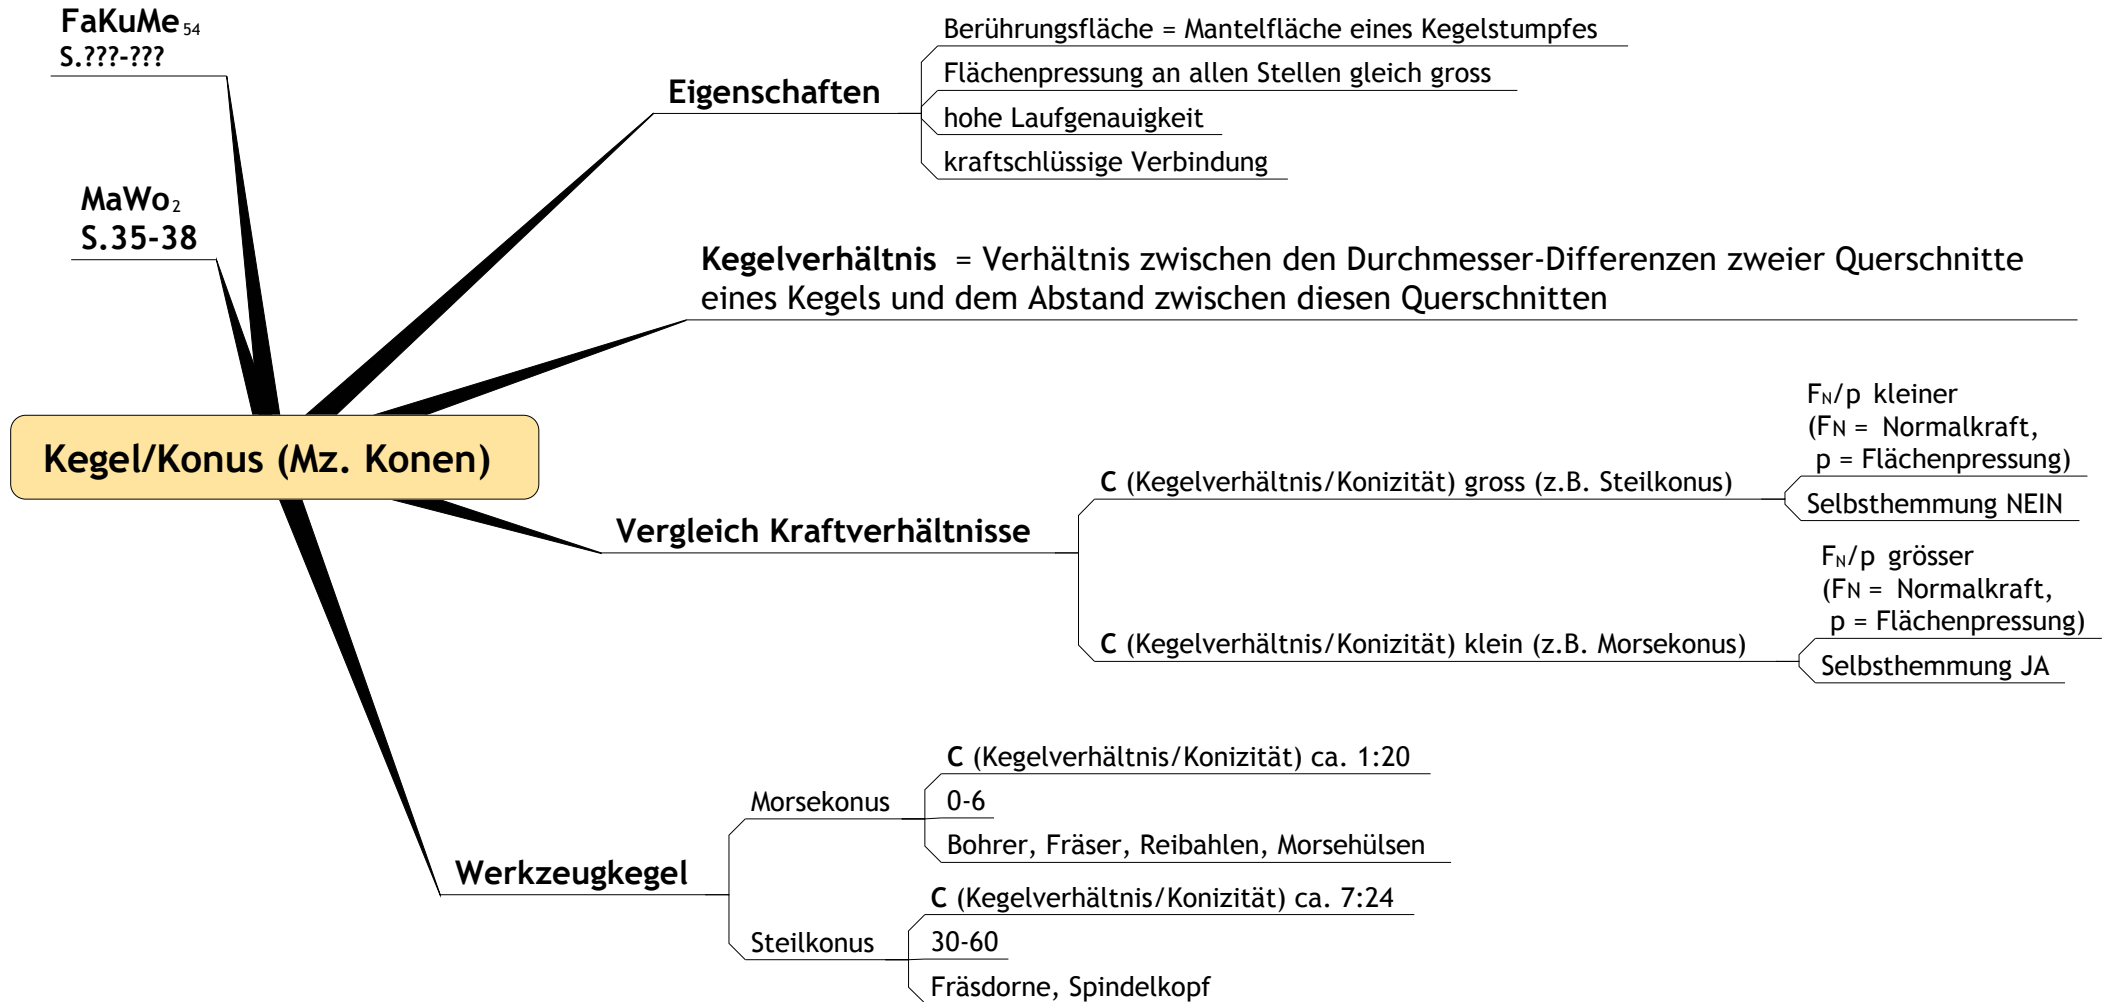 FaKuMe54
S.???-???
MaWo2
S.35-38
Kegel/Konus (Mz. Konen)
Eigenschaften
Berührungsfläche = Mantelfläche eines Kegelstumpfes
Flächenpressung an allen Stellen gleich gross
hohe Laufgenauigkeit
kraftschlüssige Verbindung
Kegelverhältnis = Verhältnis zwischen den Durchmesser-Differenzen zweier Querschnitte
eines Kegels und dem Abstand zwischen diesen Querschnitten
Vergleich Kraftverhältnisse
C (Kegelverhältnis/Konizität) gross (z.B. Steilkonus)
FN/p kleiner
(FN = Normalkraft,
p = Flächenpressung)
Selbsthemmung NEIN
C (Kegelverhältnis/Konizität) klein (z.B. Morsekonus)
FN/p grösser
(FN = Normalkraft,
p = Flächenpressung)
Selbsthemmung JA
Werkzeugkegel
Morsekonus
C (Kegelverhältnis/Konizität) ca. 1:20
0-6
Bohrer, Fräser, Reibahlen, Morsehülsen
Steilkonus
C (Kegelverhältnis/Konizität) ca. 7:24
30-60
Fräsdorne, Spindelkopf